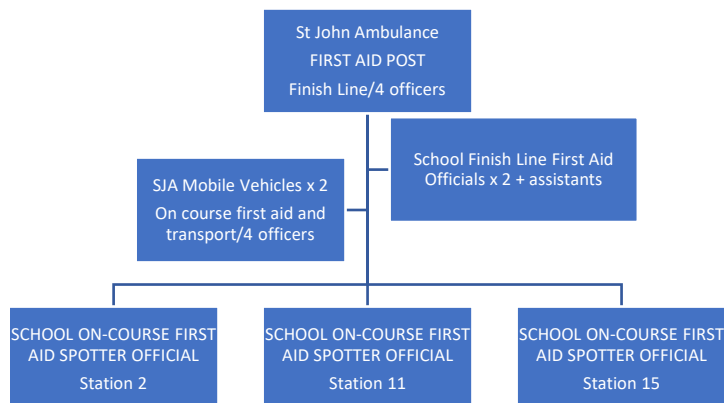 St John Ambulance
FIRST AID POST
Finish Line/4 officers
School Finish Line First Aid
Officials x 2 + assistants
SJA Mobile Vehicles x 2
On course first aid and
transport/4 officers
SCHOOL ON-COURSE FIRST
AID SPOTTER OFFICIAL
Station 2
SCHOOL ON-COURSE FIRST
AID SPOTTER OFFICIAL
Station 11
SCHOOL ON-COURSE FIRST
AID SPOTTER OFFICIAL
Station 15